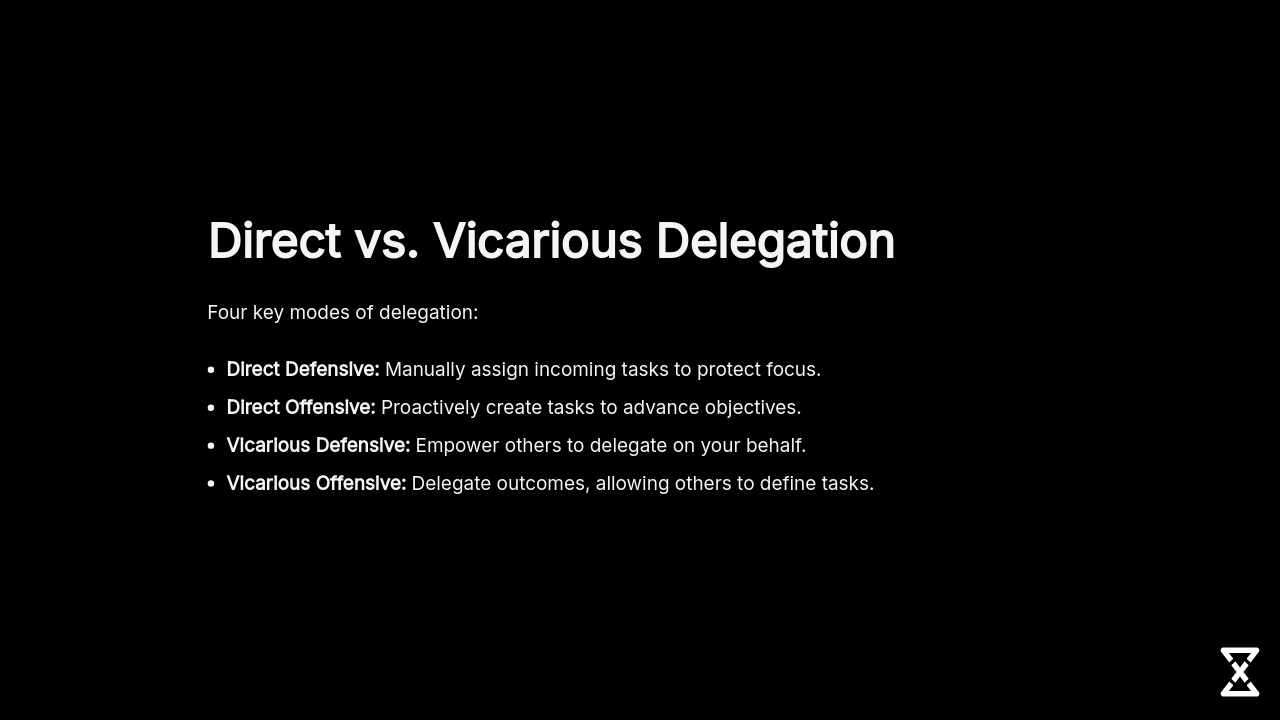 Direct vs. Vicarious Delegation
Four key modes of delegation:
• Direct Defensive: Manually assign incoming tasks to protect focus.
• Direct Offensive: Proactively create tasks to advance objectives.
• Vicarious Defensive: Empower others to delegate on your behalf.
• Vicarious Offensive: Delegate outcomes, allowing others to define tasks.